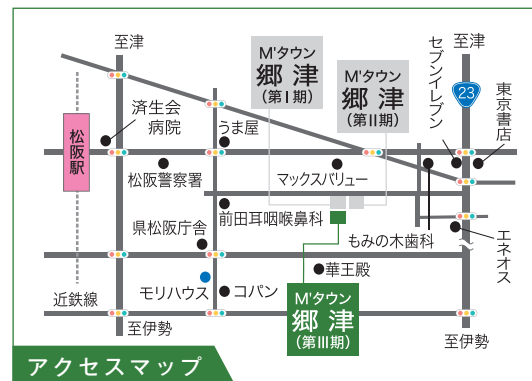 至津
至津
M'タウン
郷津
(第Ⅰ期)
M'タウン
郷津
(第Ⅱ期)
セブンイレブン
23
東京書店
済生会
病院
うま屋
松阪駅
松阪警察署
マックスバリュー
前田耳咽喉鼻科
もみの木歯科
県松阪庁舎
エネオス
モリハウス
コパン
華王殿
近鉄線
M'タウン
郷津
(第Ⅲ期)
至伊勢
至伊勢
アクセスマップ